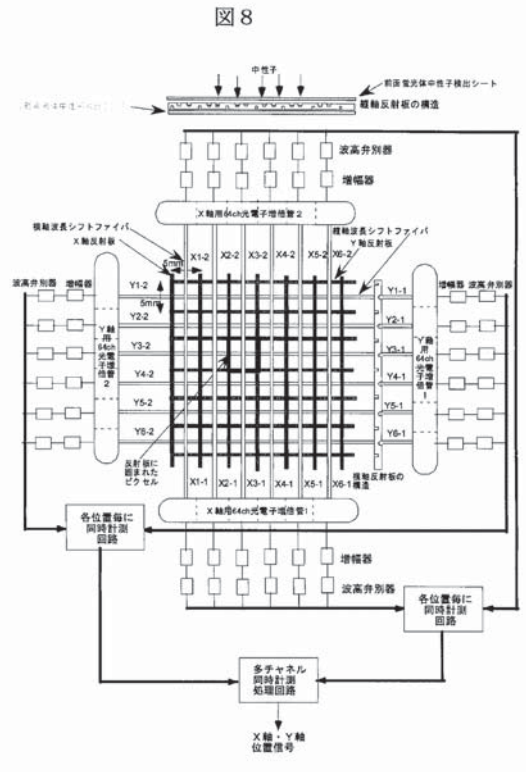 図8
中性子
前面蛍光体中性子検出シート
縦軸反射板の構造
波高弁別器
増幅器
X軸用64ch光電子増倍管2
横軸波長シフトファイバ
X軸反射板
縦軸波長シフトファイバ
Y軸反射板
5mm
X1-2
X2-2
X3-2
X4-2
X5-2
X6-2
波高弁別器
増幅器
増幅器
波高弁別器
Y1-2
5mm
Y2-2
Y3-2
Y4-2
Y5-2
Y6-2
Y1-1
Y2-1
Y3-1
Y4-1
Y5-1
Y6-1
Y軸用64ch光電子増倍管2
Y軸用64ch光電子増倍管1
反射板に
囲まれた
ピクセル
横軸反射板の
構造
X1-1
X2-1
X3-1
X4-1
X5-1
X6-1
X軸用64ch光電子増倍管1
各位置毎に
同時計測
回路
増幅器
波高弁別器
各位置毎に
同時計測
回路
多チャネル
同時計測
処理回路
X軸・Y軸
位置信号